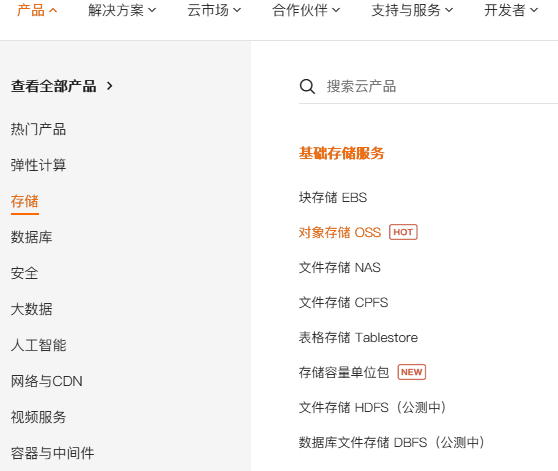 产品 解决方案 云市场 合作伙伴 支持与服务 开发者
查看全部产品
热门产品
弹性计算
存储
数据库
安全
大数据
人工智能
网络与CDN
视频服务
容器与中间件
搜索云产品
基础存储服务
块存储 EBS
对象存储 OSS HOT
文件存储 NAS
文件存储 CPFS
表格存储 Tablestore
存储容量单位包 NEW
文件存储 HDFS（公测中）
数据库文件存储 DBFS（公测中）